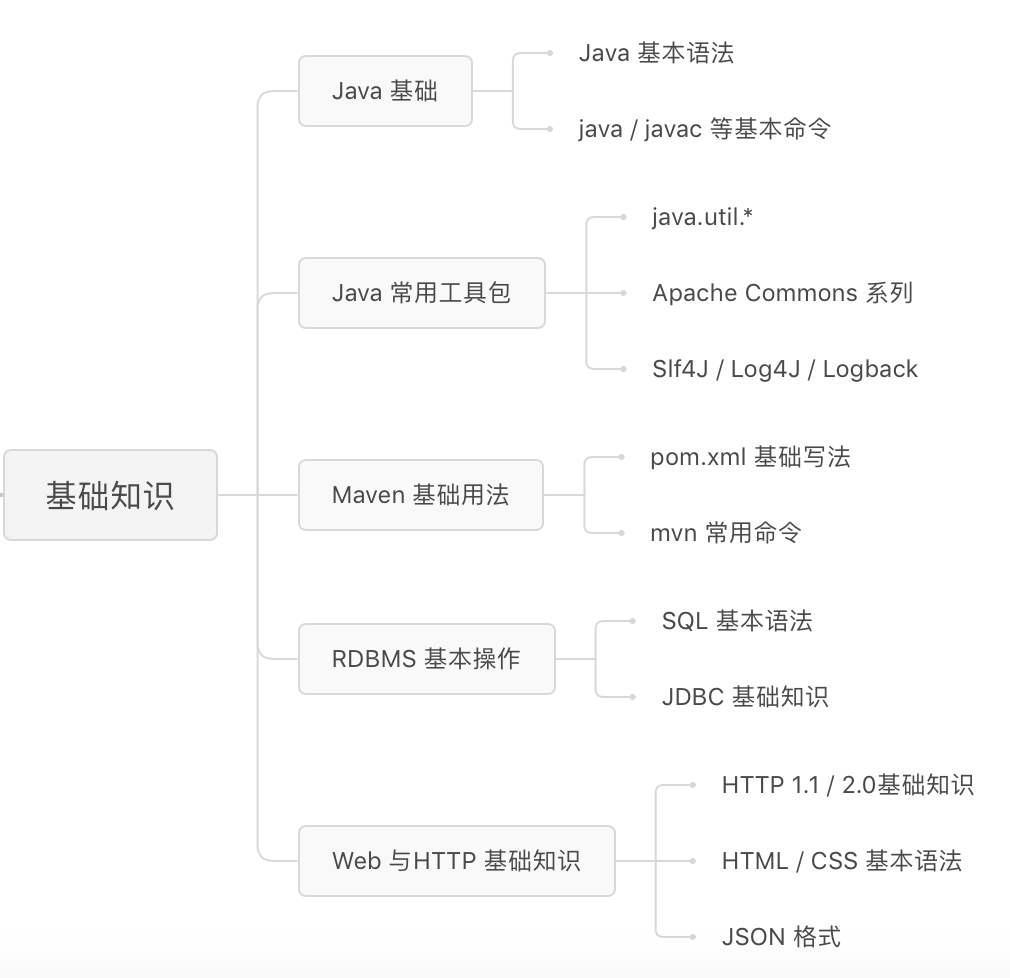 基础知识
Java 基础
Java 基本语法
java / javac 等基本命令
Java 常用工具包
java.util.*
Apache Commons 系列
Slf4J / Log4J / Logback
Maven 基础用法
pom.xml 基础写法
mvn 常用命令
RDBMS 基本操作
SQL 基本语法
JDBC 基础知识
Web 与HTTP 基础知识
HTTP 1.1 / 2.0基础知识
HTML / CSS 基本语法
JSON 格式